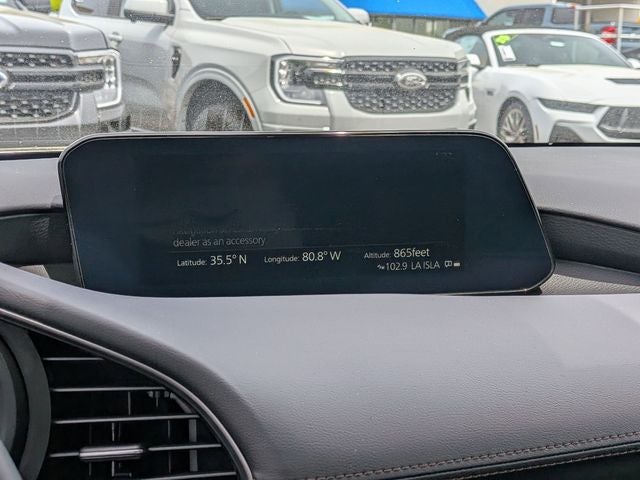 dealer as an accessory
Latitude: 35.5° N Longitude: 80.8° W Altitude: 865feet
102.9 LA ISLA